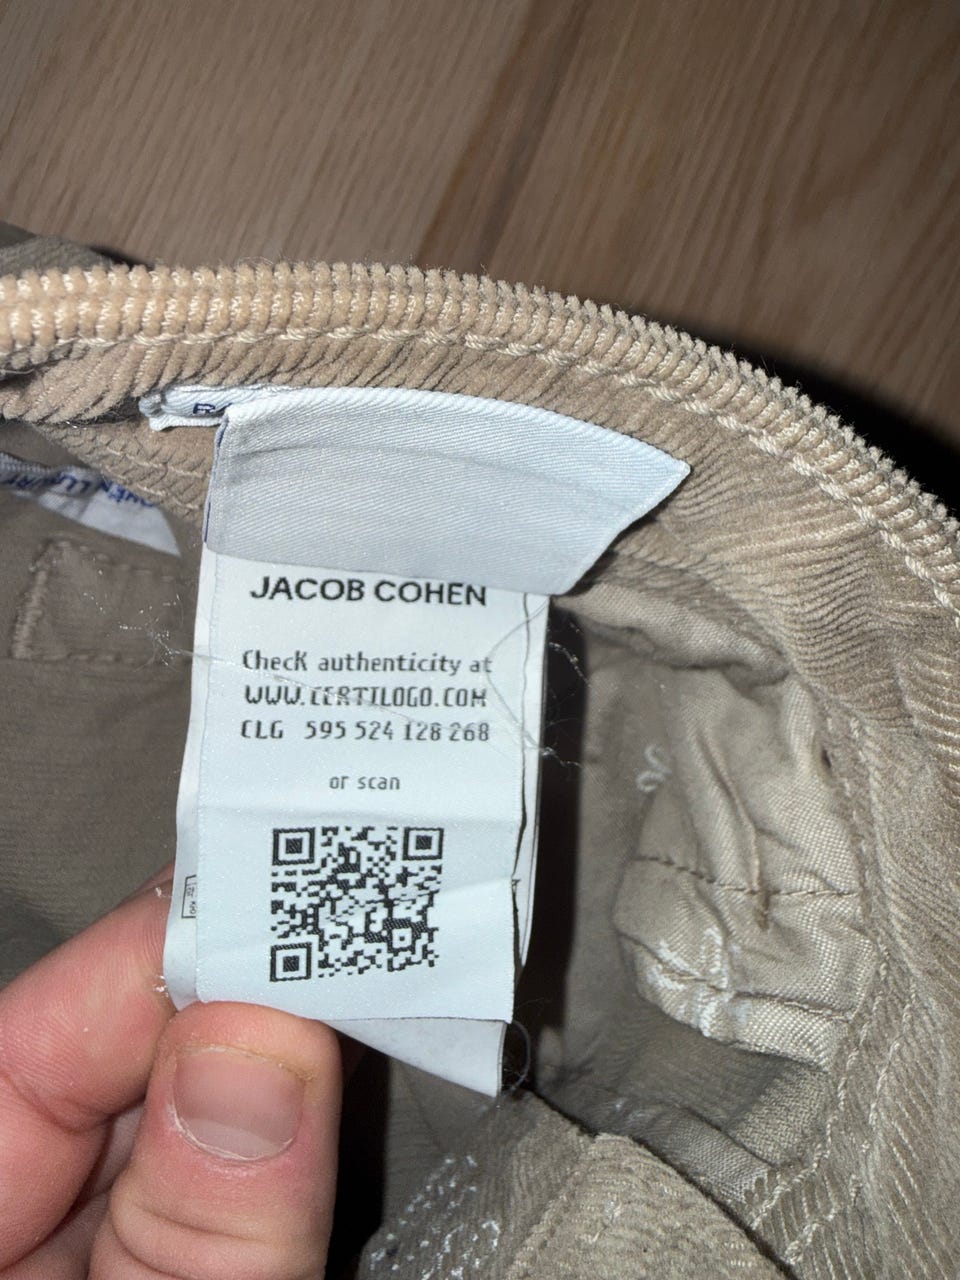 JACOB COHEN
Check authenticity at
WWW.CERTILOGO.COM
CLG 595 524 128 268
or scan